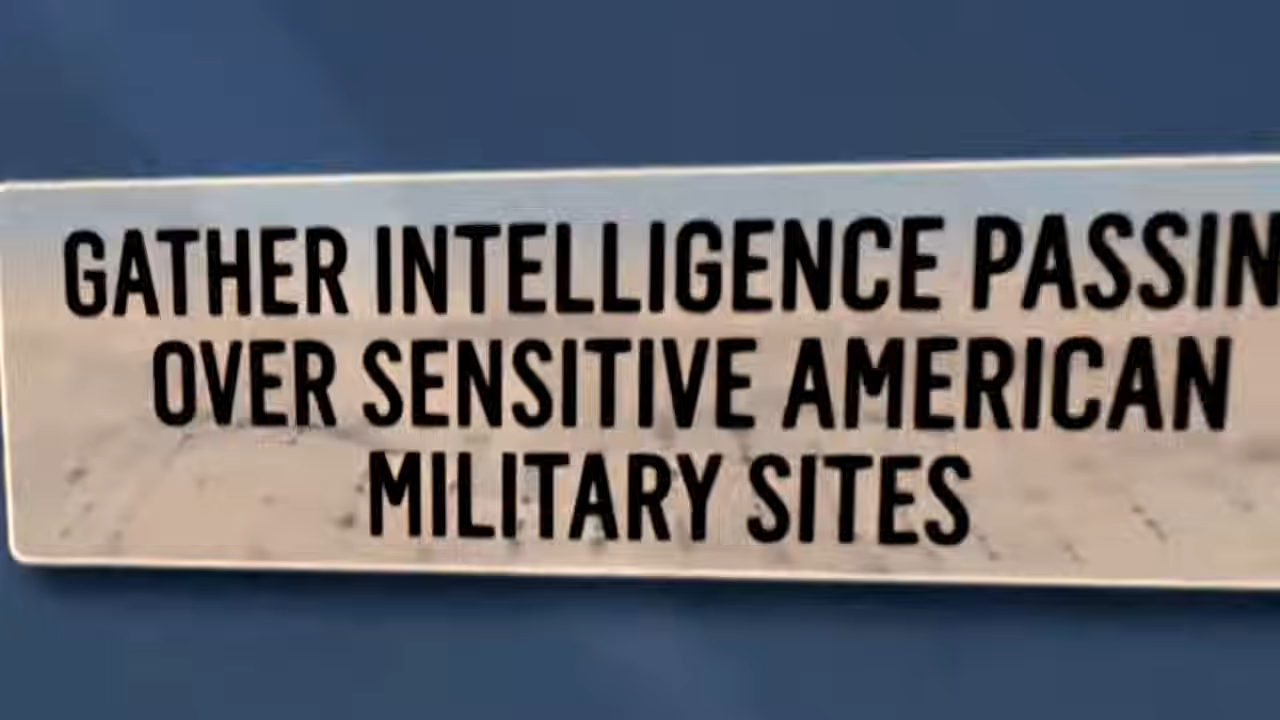 GATHER INTELLIGENCE PASSIN
OVER SENSITIVE AMERICAN
MILITARY SITES